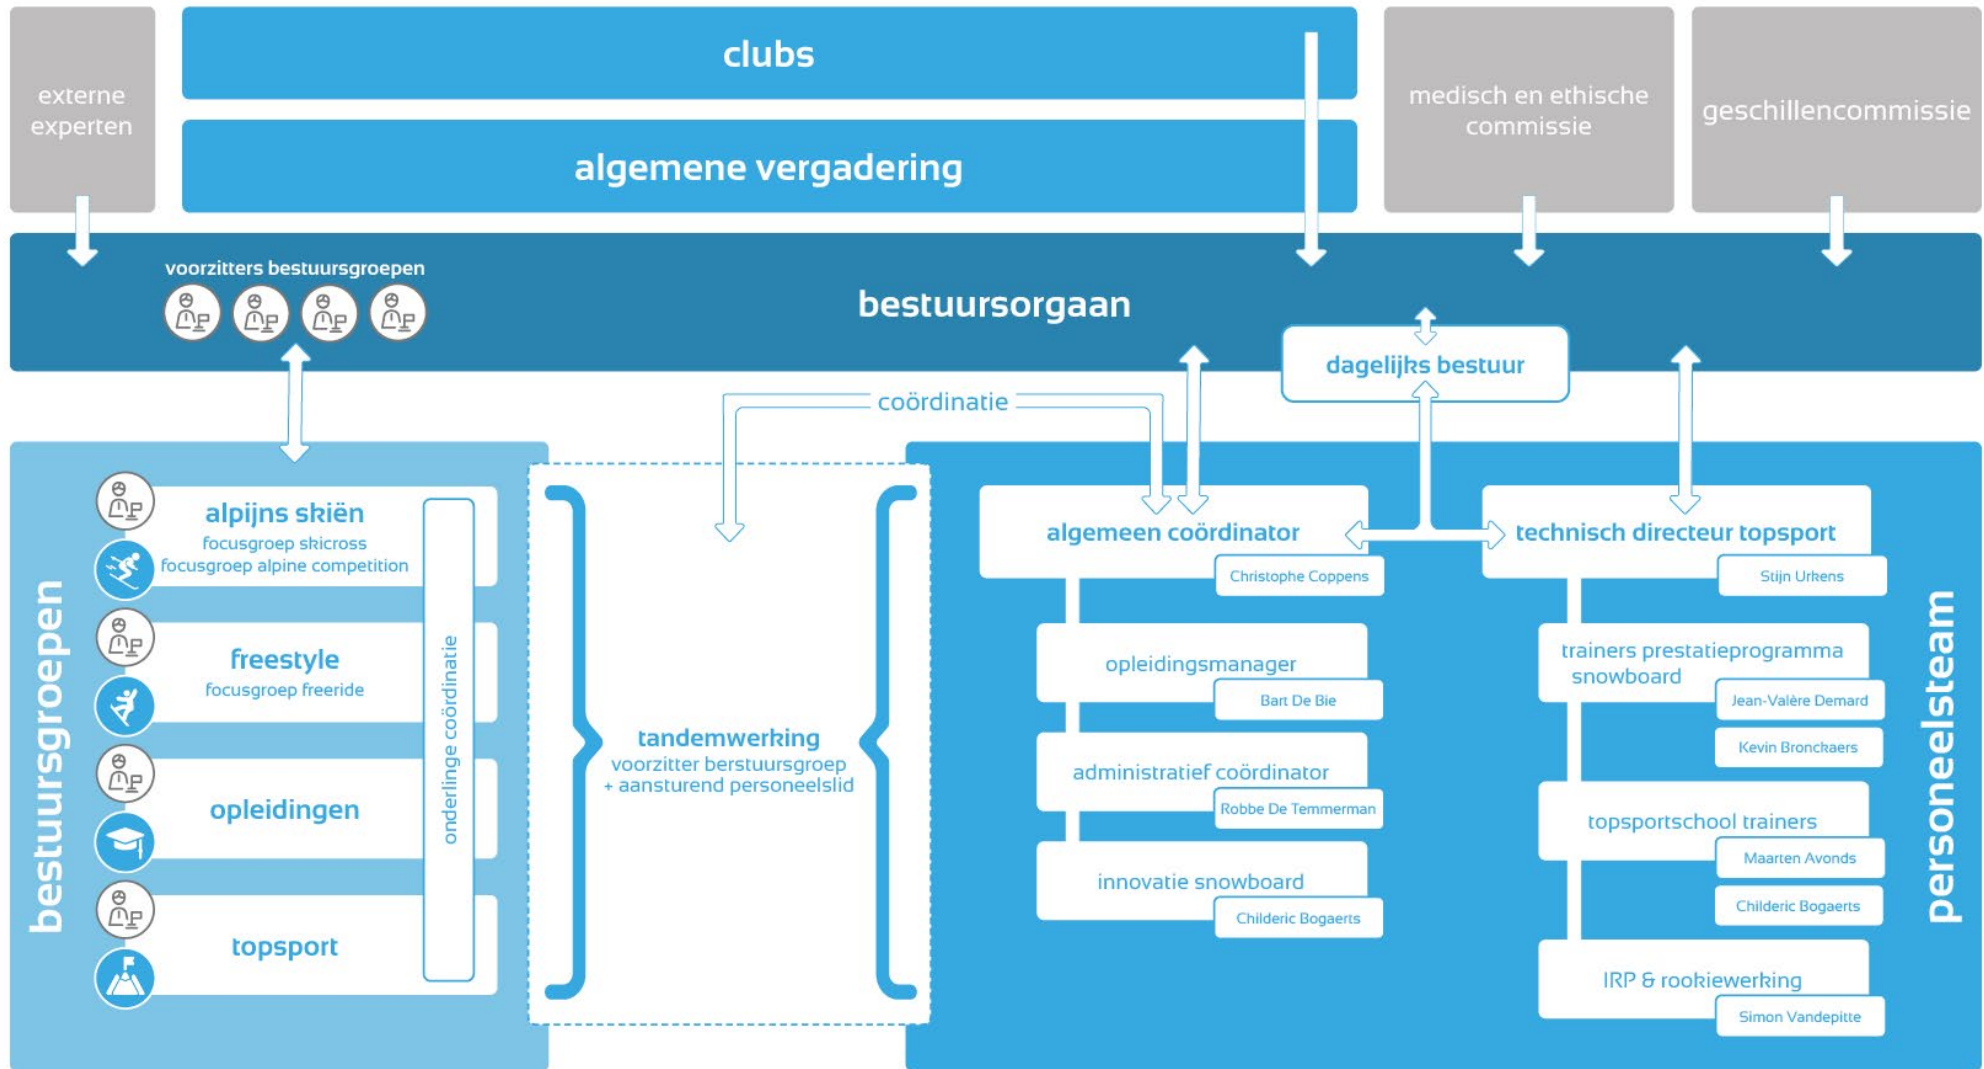 externe
experten
clubs
algemene vergadering
medisch en ethische
commissie
geschillencommissie
voorzitters bestuursgroepen
bestuursorgaan
dagelijks bestuur
coördinatie
bestuursgroepen
alpijns skiën
focusgroep skicross
focusgroep alpine competition
freestyle
focusgroep freeride
opleidingen
topsport
onderlinge coördinatie
tandemwerking
voorzitter berstuursgroep
+ aansturend personeelslid
algemeen coördinator
Christophe Coppens
opleidingsmanager
Bart De Bie
administratief coördinator
Robbe De Temmerman
innovatie snowboard
Childeric Bogaerts
technisch directeur topsport
Stijn Urkens
trainers prestatieprogramma
snowboard
Jean-Valère Demard
Kevin Bronckaers
topsportschool trainers
Maarten Avonds
Childeric Bogaerts
IRP & rookiewerking
Simon Vandepitte
personeelsteam